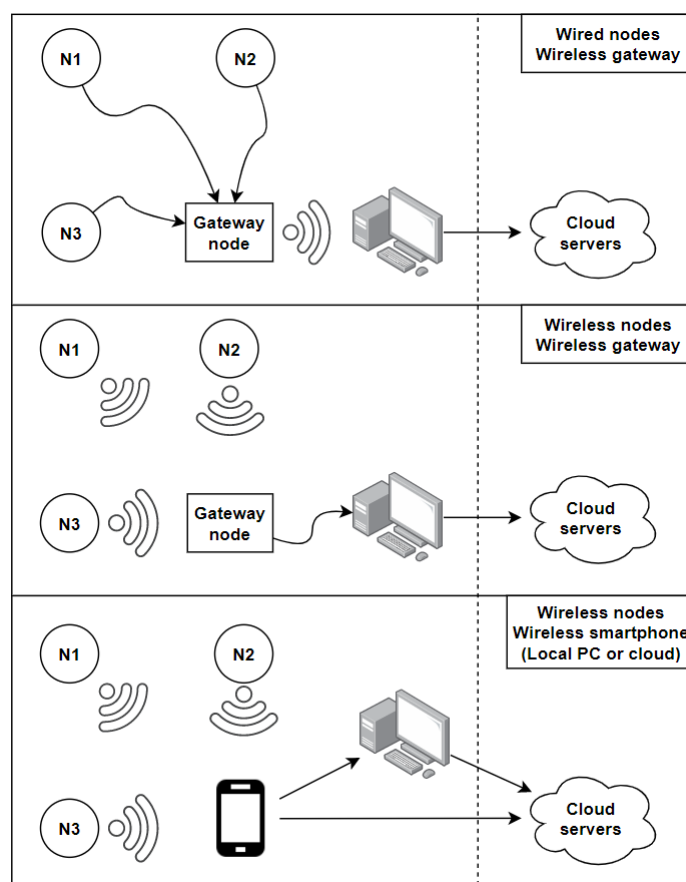 N1
N2
Wired nodes
Wireless gateway
N3
Gateway
node
Cloud
servers
N1
N2
Wireless nodes
Wireless gateway
N3
Gateway
node
Cloud
servers
N1
N2
Wireless nodes
Wireless smartphone
(Local PC or cloud)
N3
Cloud
servers